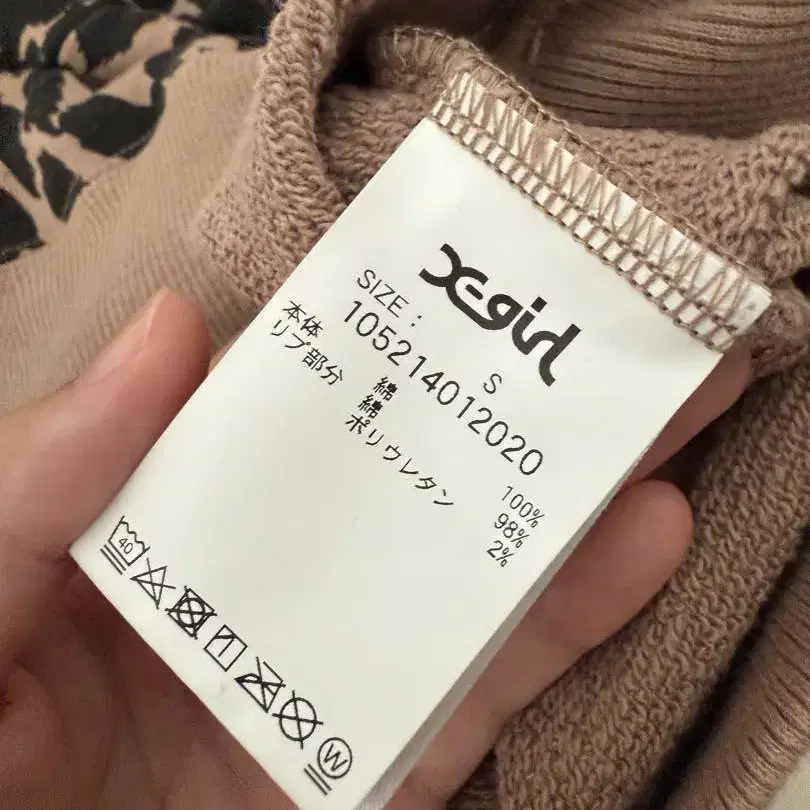 X-girl
SIZE : S
105214012020
本体 綿 100%
リブ部分 綿 98%
ポリウレタン 2%
40
W